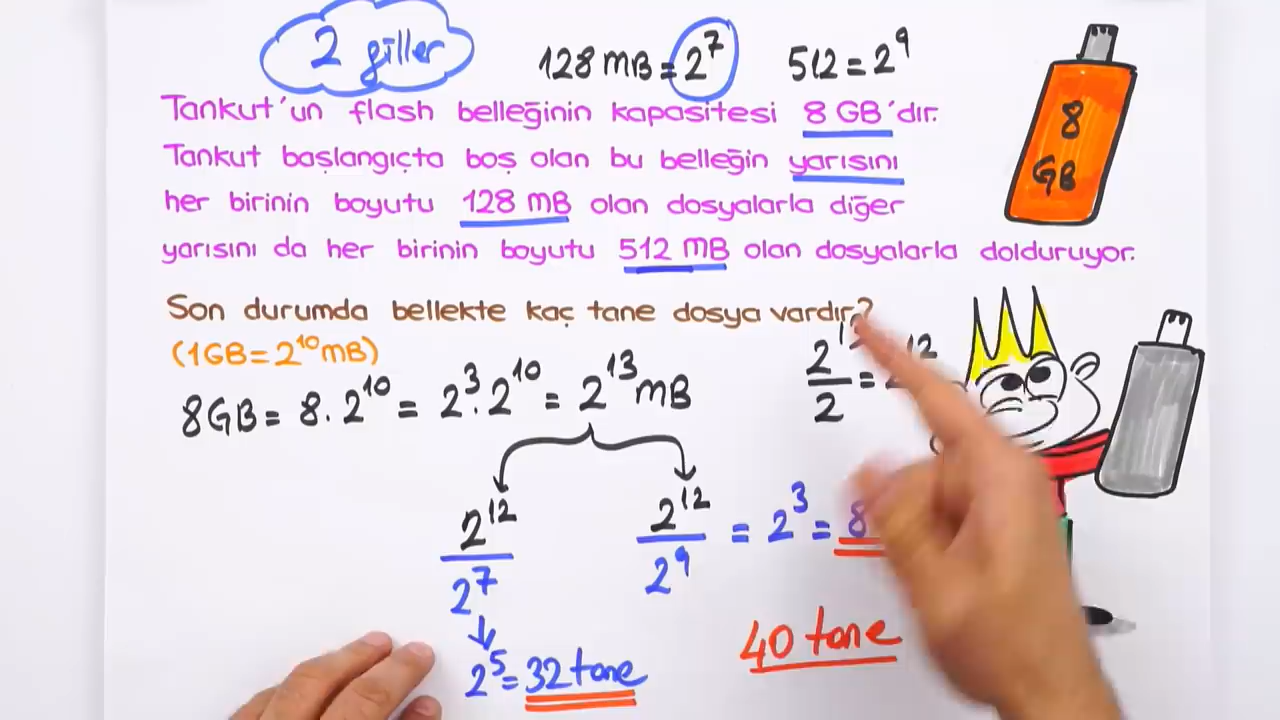 2 giller
128 MB = 2^7
512 = 2^9
Tankut'un flash belleğinin kapasitesi 8 GB'dır.
Tankut başlangıçta boş olan bu belleğin yarısını
her birinin boyutu 128 MB olan dosyalarla diğer
yarısını da her birinin boyutu 512 MB olan dosyalarla dolduruyor.
Son durumda bellekte kaç tane dosya vardır?
(1GB = 2^10 MB)
8GB = 8 . 2^10 = 2^3 . 2^10 = 2^13 MB
2^12 / 2^7
2^5 = 32 tane
2^12 / 2^9 = 2^3 = 8
40 tane
8
GB